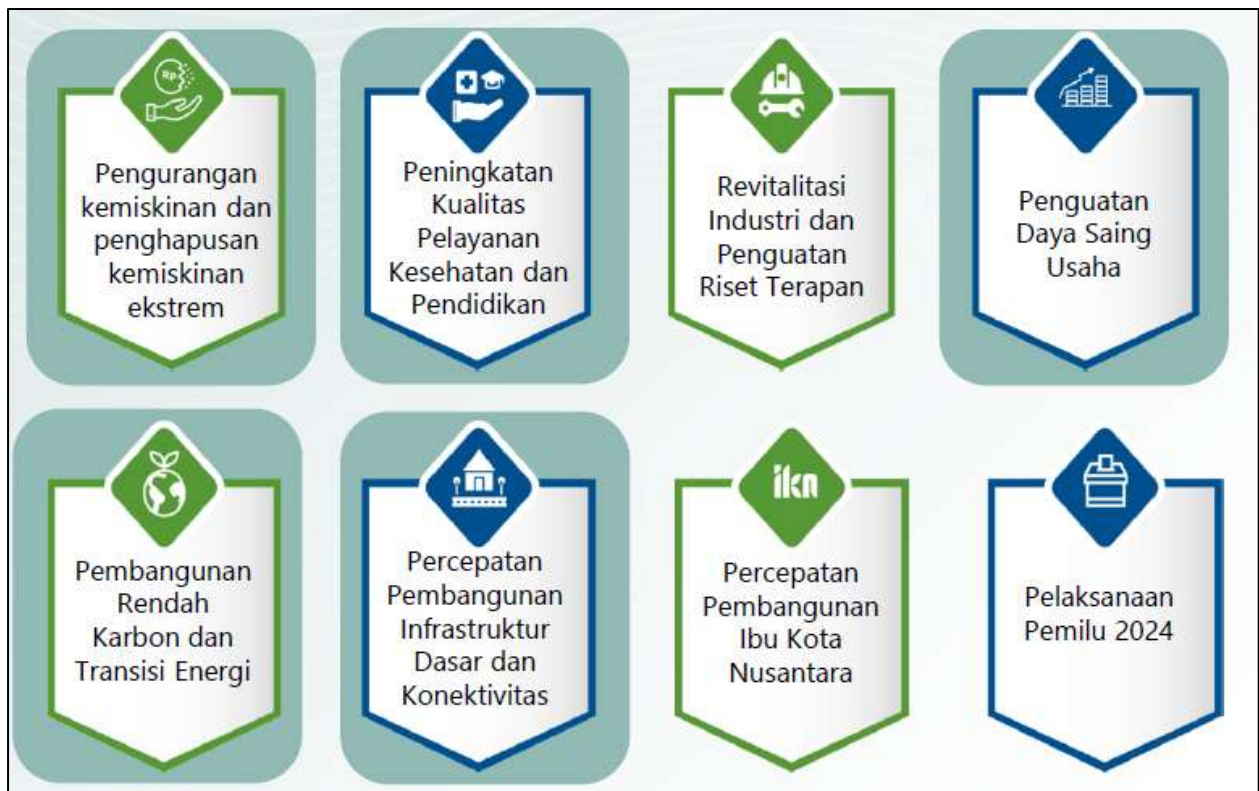 Rp
Pengurangan
kemiskinan dan
penghapusan
kemiskinan
ekstrem
Peningkatan
Kualitas
Pelayanan
Kesehatan dan
Pendidikan
Revitalitasi
Industri dan
Penguatan
Riset Terapan
Penguatan
Daya Saing
Usaha
Pembangunan
Rendah
Karbon dan
Transisi Energi
Percepatan
Pembangunan
Infrastruktur
Dasar dan
Konektivitas
ikn
Percepatan
Pembangunan
Ibu Kota
Nusantara
Pelaksanaan
Pemilu 2024